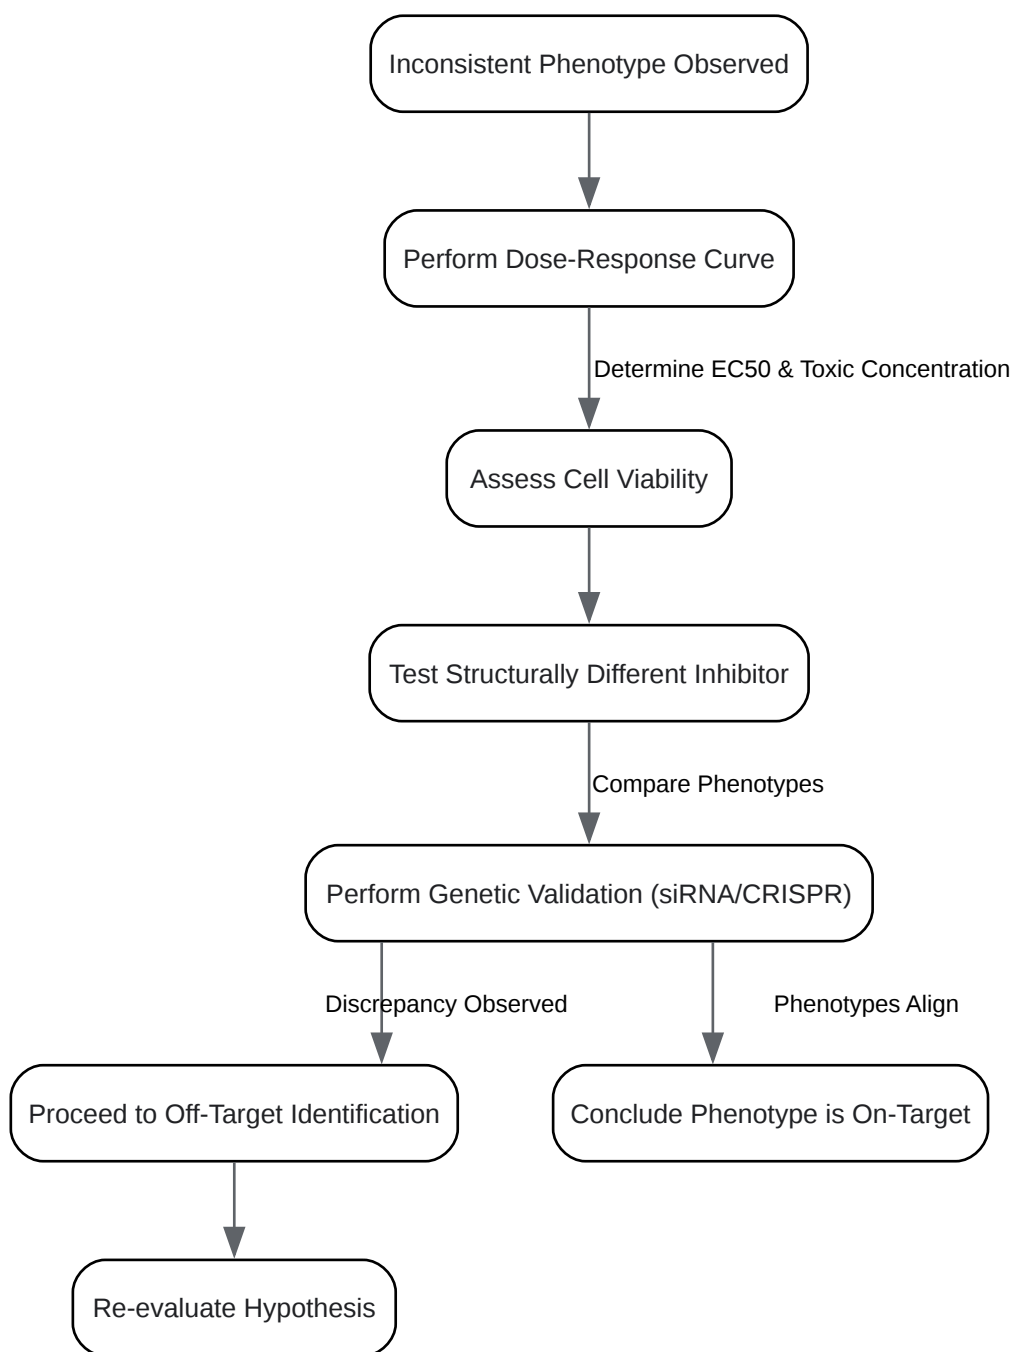 Inconsistent Phenotype Observed
Perform Dose-Response Curve
Determine EC50 & Toxic Concentration
Assess Cell Viability
Test Structurally Different Inhibitor
Compare Phenotypes
Perform Genetic Validation (siRNA/CRISPR)
Discrepancy Observed
Phenotypes Align
Proceed to Off-Target Identification
Conclude Phenotype is On-Target
Re-evaluate Hypothesis